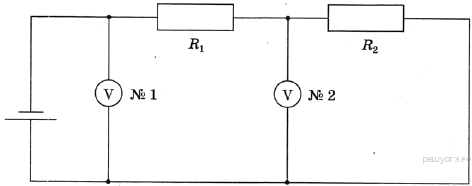 R₁
R₂
V № 1
V № 2
решуогэ.рф